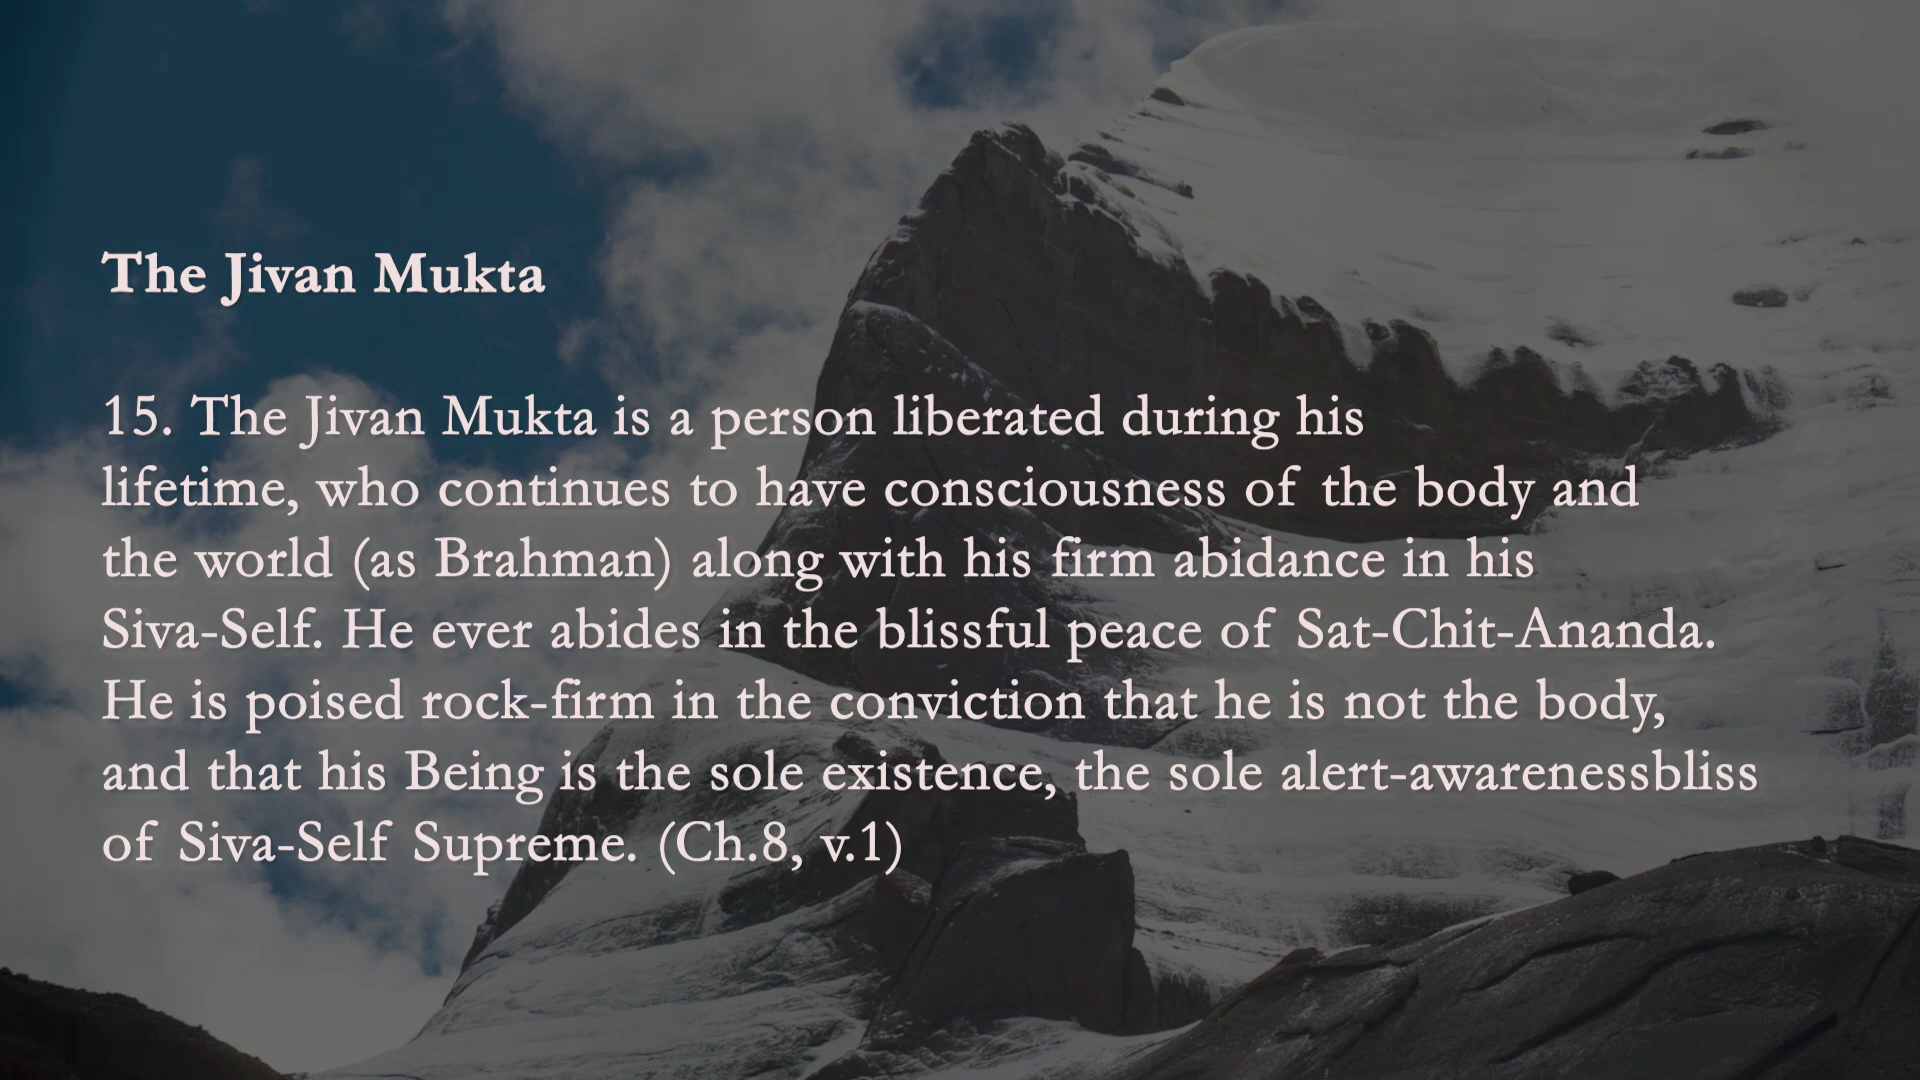 The Jivan Mukta
15. The Jivan Mukta is a person liberated during his
lifetime, who continues to have consciousness of the body and
the world (as Brahman) along with his firm abidance in his
Siva-Self. He ever abides in the blissful peace of Sat-Chit-Ananda.
He is poised rock-firm in the conviction that he is not the body,
and that his Being is the sole existence, the sole alert-awarenessbliss
of Siva-Self Supreme. (Ch.8, v.1)